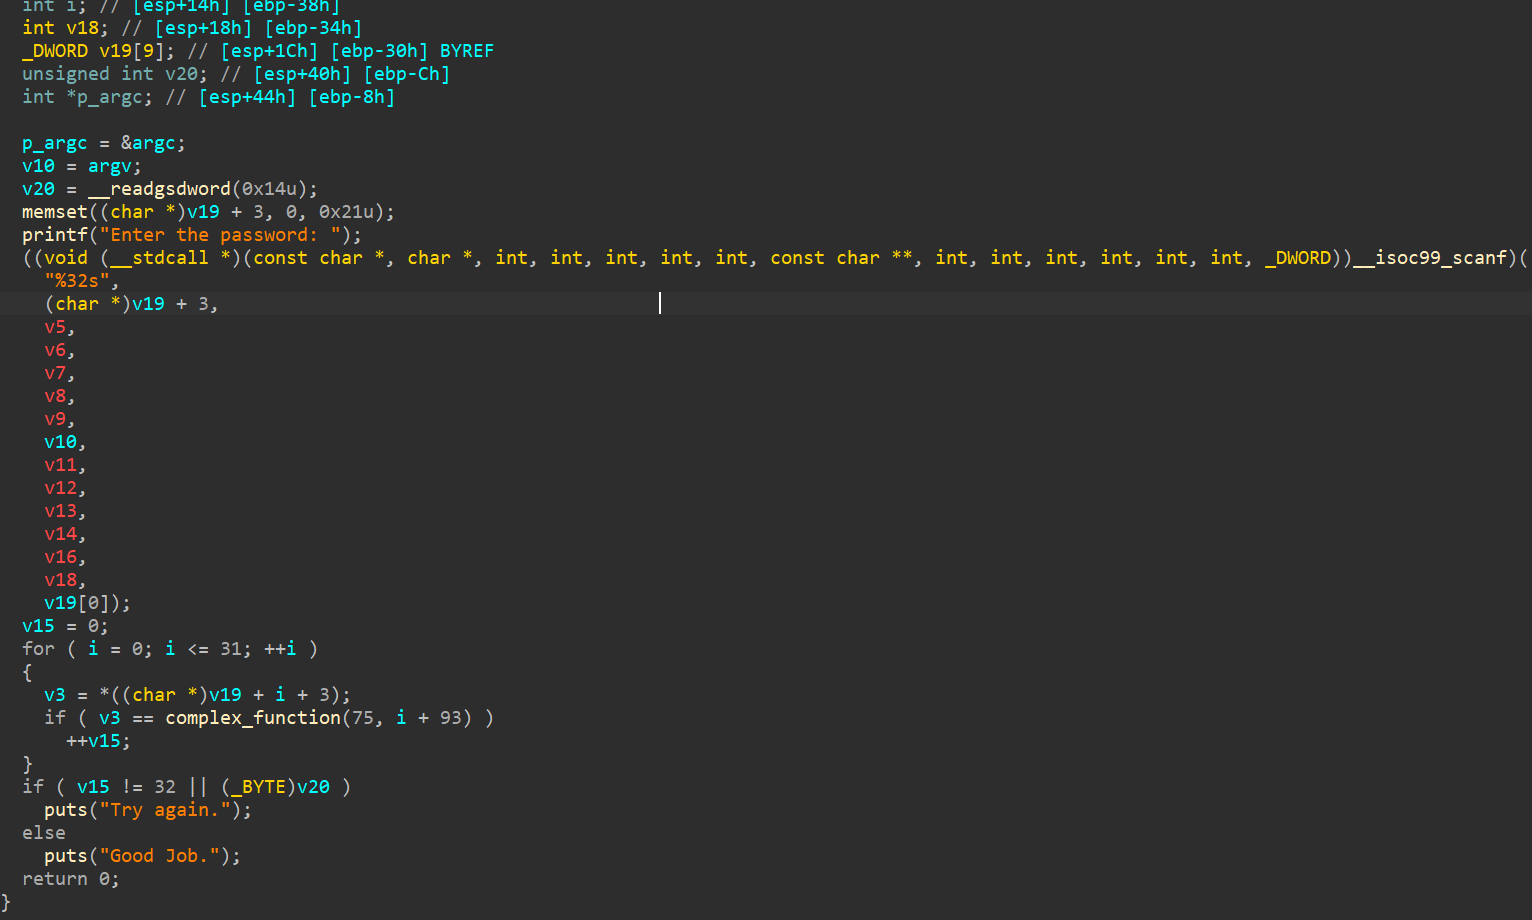 int i; // [esp+14h] [ebp-38h]
int v18; // [esp+18h] [ebp-34h]
_DWORD v19[9]; // [esp+1Ch] [ebp-30h] BYREF
unsigned int v20; // [esp+40h] [ebp-Ch]
int *p_argc; // [esp+44h] [ebp-8h]
p_argc = &argc;
v10 = argv;
v20 = __readgsdword(0x14u);
memset((char *)v19 + 3, 0, 0x21u);
printf("Enter the password: ");
((void (__stdcall *)(const char *, char *, int, int, int, int, int, const char **, int, int, int, int, int, int, _DWORD))__isoc99_scanf)(
"%32s",
(char *)v19 + 3,
v5,
v6,
v7,
v8,
v9,
v10,
v11,
v12,
v13,
v14,
v16,
v18,
v19[0]);
v15 = 0;
for ( i = 0; i <= 31; ++i )
{
v3 = *((char *)v19 + i + 3);
if ( v3 == complex_function(75, i + 93) )
++v15;
}
if ( v15 != 32 || (_BYTE)v20 )
puts("Try again.");
else
puts("Good Job.");
return 0;
}